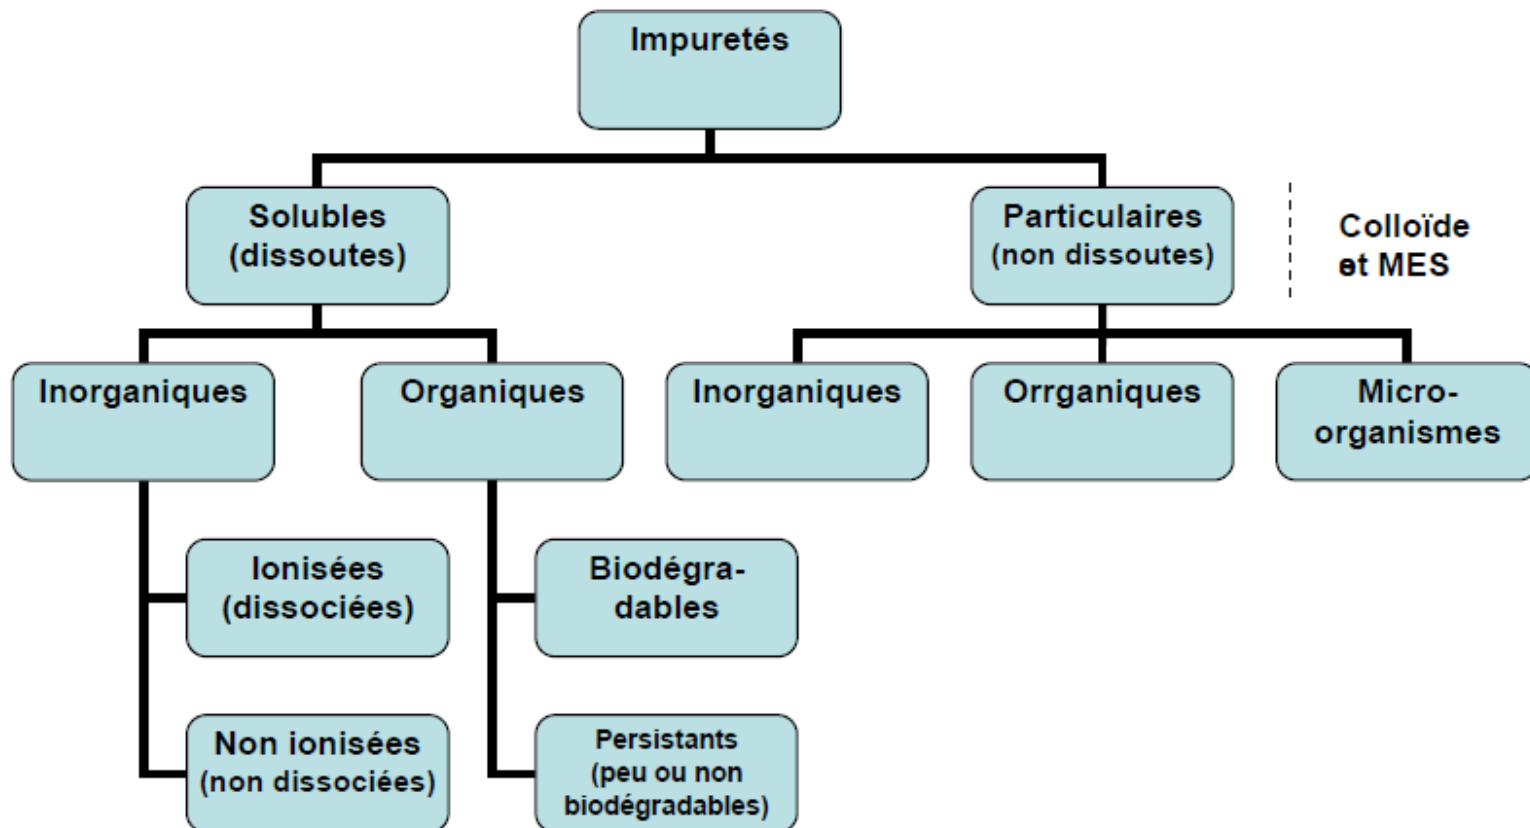 Impuretés
Solubles
(dissoutes)
Particulaires
(non dissoutes)
Colloïde
et MES
Inorganiques
Organiques
Inorganiques
Orrganiques
Micro-
organismes
Ionisées
(dissociées)
Biodégra-
dables
Non ionisées
(non dissociées)
Persistants
(peu ou non
biodégradables)